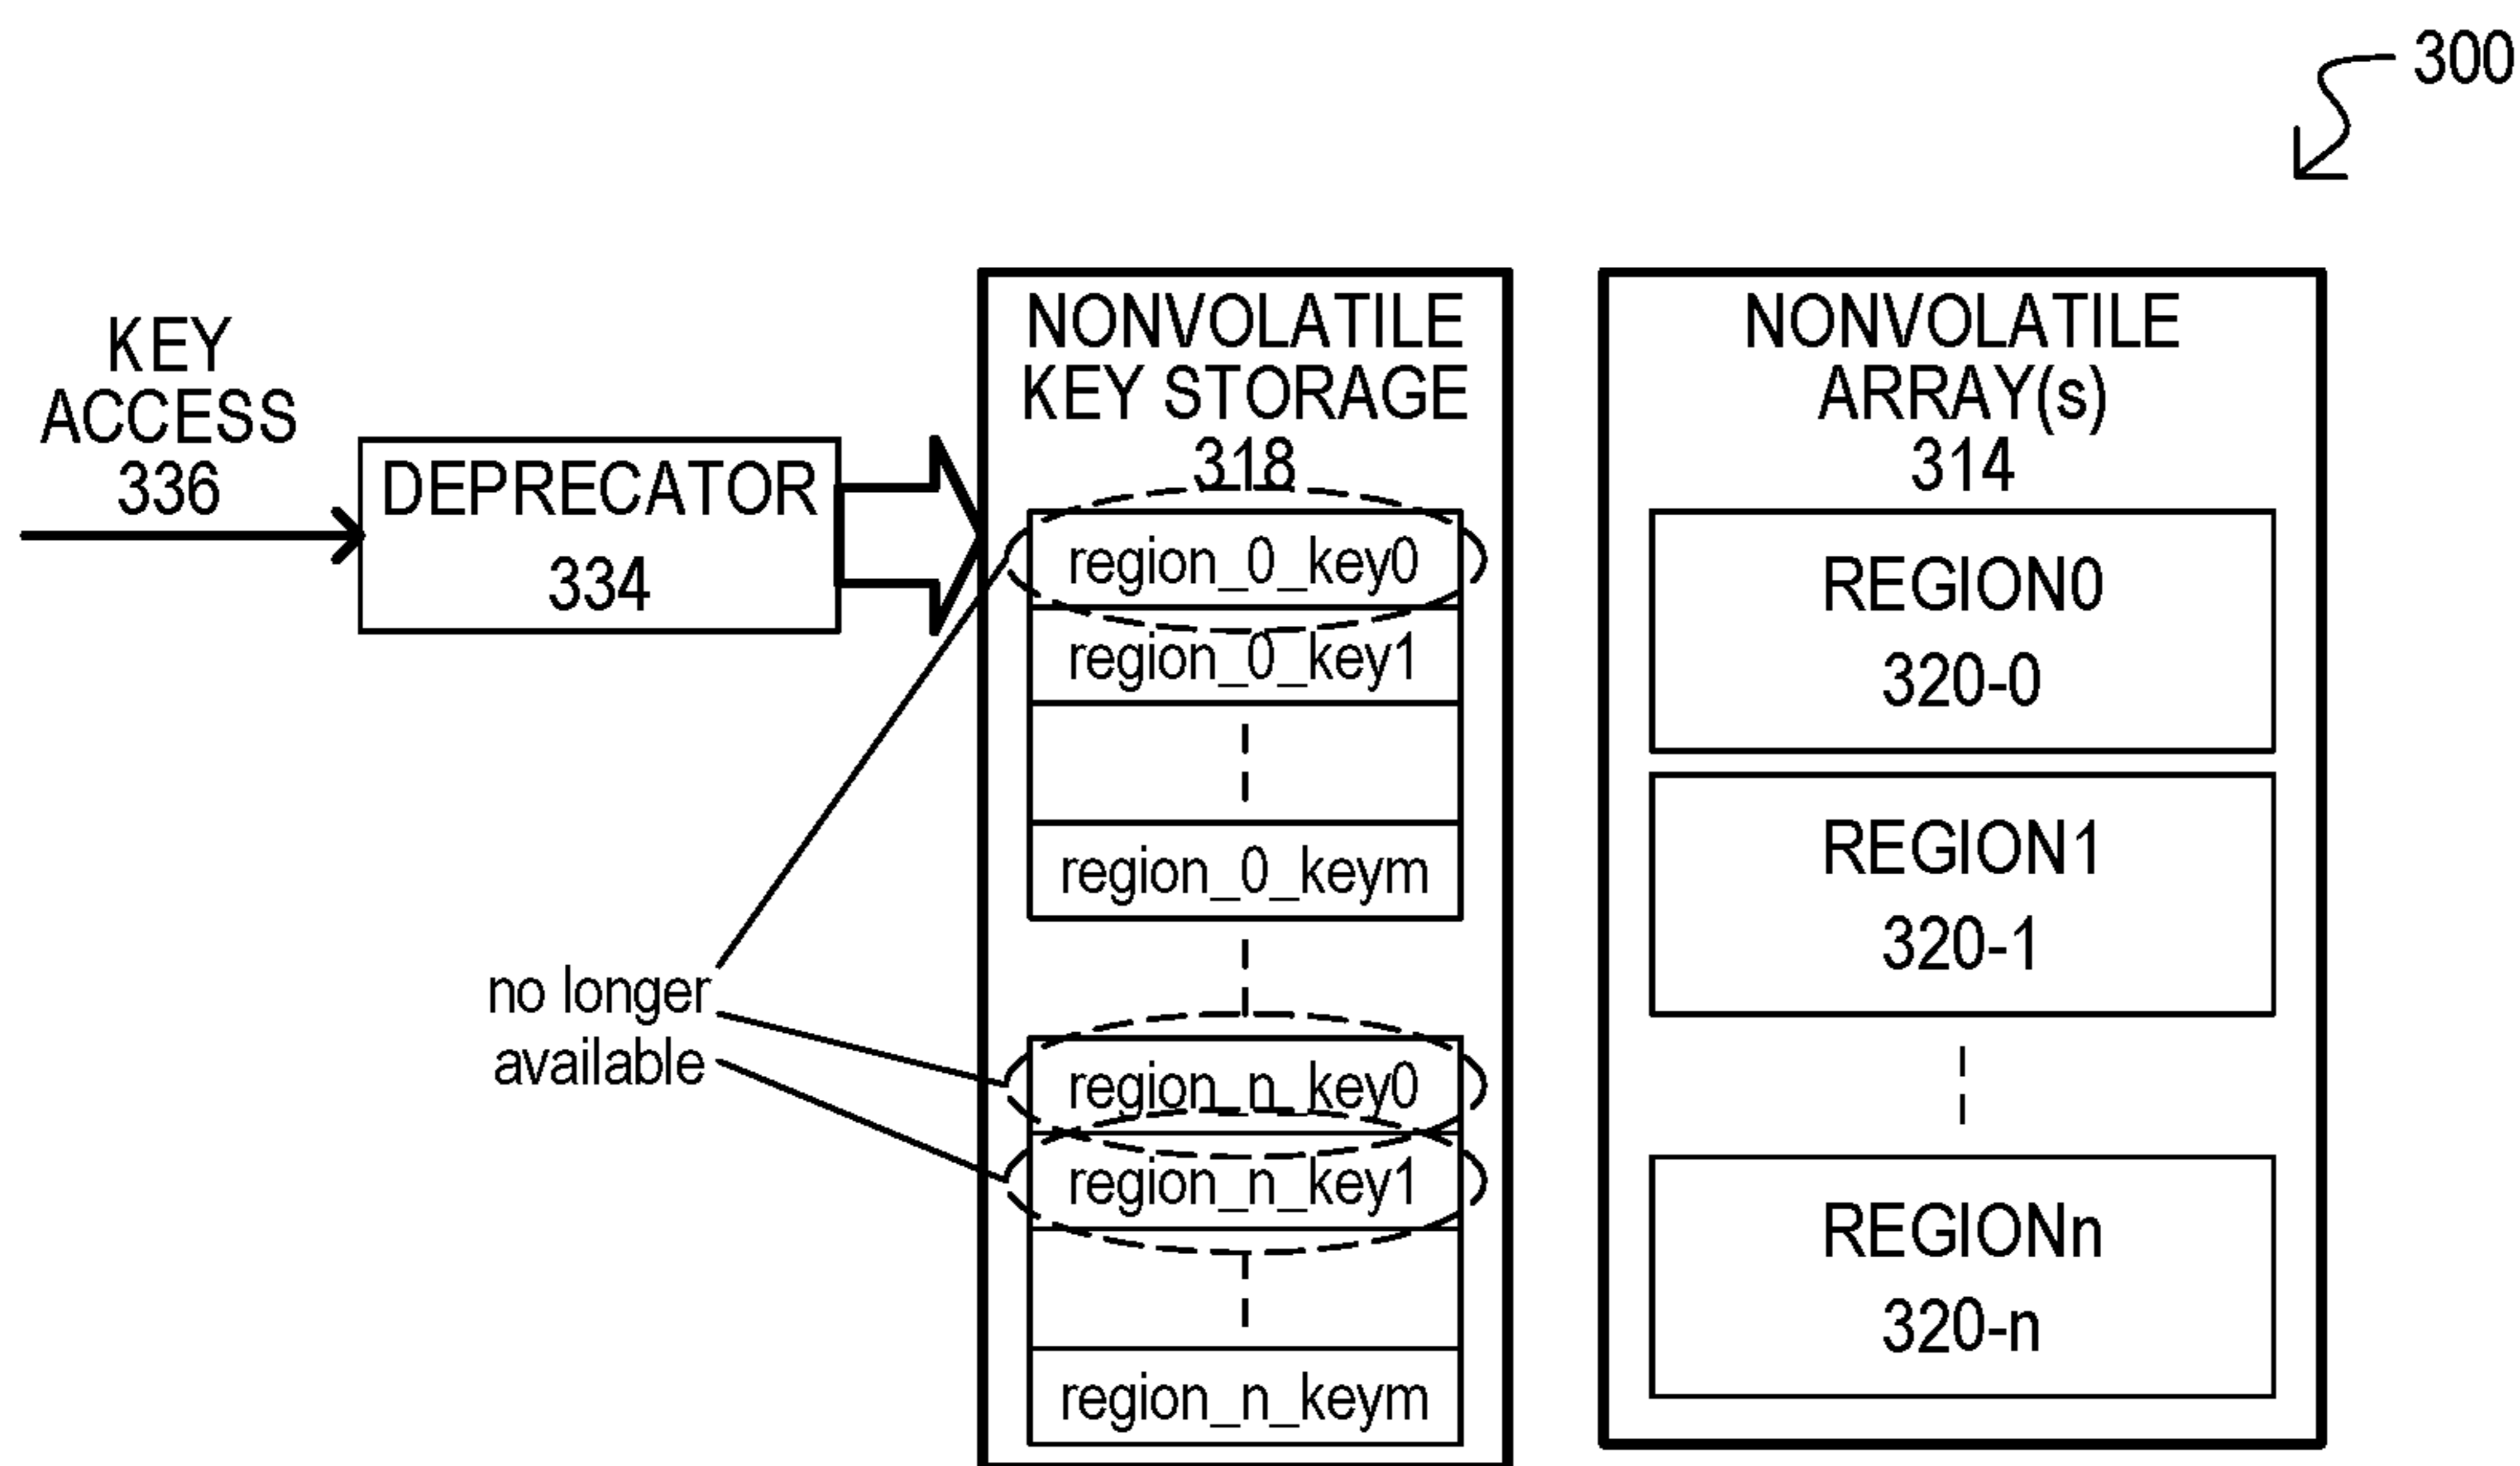 300
KEY
ACCESS
336
DEPRECATOR
334
NONVOLATILE
KEY STORAGE
318
region_0_key0
region_0_key1
region_0_keym
region_n_key0
region_n_key1
region_n_keym
no longer
available
NONVOLATILE
ARRAY(s)
314
REGION0
320-0
REGION1
320-1
REGIONn
320-n